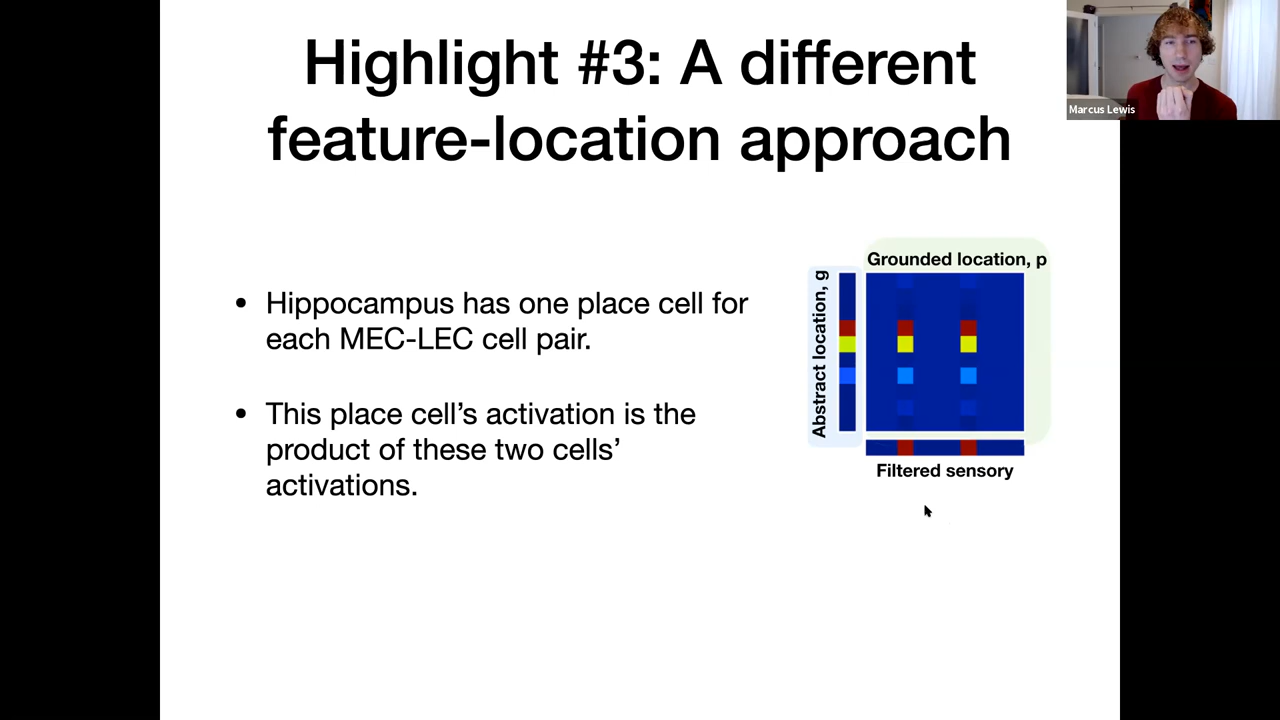 Highlight #3: A different
feature-location approach
Marcus Lewis
Hippocampus has one place cell for
each MEC-LEC cell pair.
This place cell’s activation is the
product of these two cells’
activations.
Grounded location, p
Abstract location, g
Filtered sensory